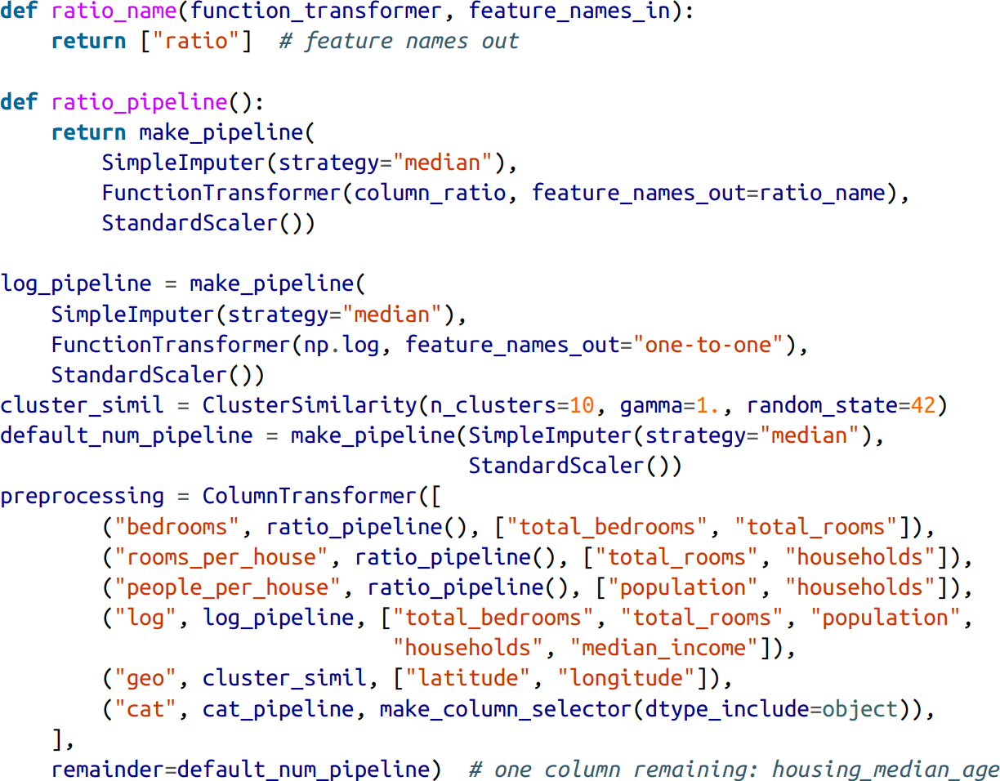 def ratio_name(function_transformer, feature_names_in):
    return ["ratio"]  # feature names out

def ratio_pipeline():
    return make_pipeline(
        SimpleImputer(strategy="median"),
        FunctionTransformer(column_ratio, feature_names_out=ratio_name),
        StandardScaler())

log_pipeline = make_pipeline(
    SimpleImputer(strategy="median"),
    FunctionTransformer(np.log, feature_names_out="one-to-one"),
    StandardScaler())
cluster_simil = ClusterSimilarity(n_clusters=10, gamma=1., random_state=42)
default_num_pipeline = make_pipeline(SimpleImputer(strategy="median"),
                                     StandardScaler())
preprocessing = ColumnTransformer([
        ("bedrooms", ratio_pipeline(), ["total_bedrooms", "total_rooms"]),
        ("rooms_per_house", ratio_pipeline(), ["total_rooms", "households"]),
        ("people_per_house", ratio_pipeline(), ["population", "households"]),
        ("log", log_pipeline, ["total_bedrooms", "total_rooms", "population",
                               "households", "median_income"]),
        ("geo", cluster_simil, ["latitude", "longitude"]),
        ("cat", cat_pipeline, make_column_selector(dtype_include=object)),
    ],
    remainder=default_num_pipeline)  # one column remaining: housing_median_age